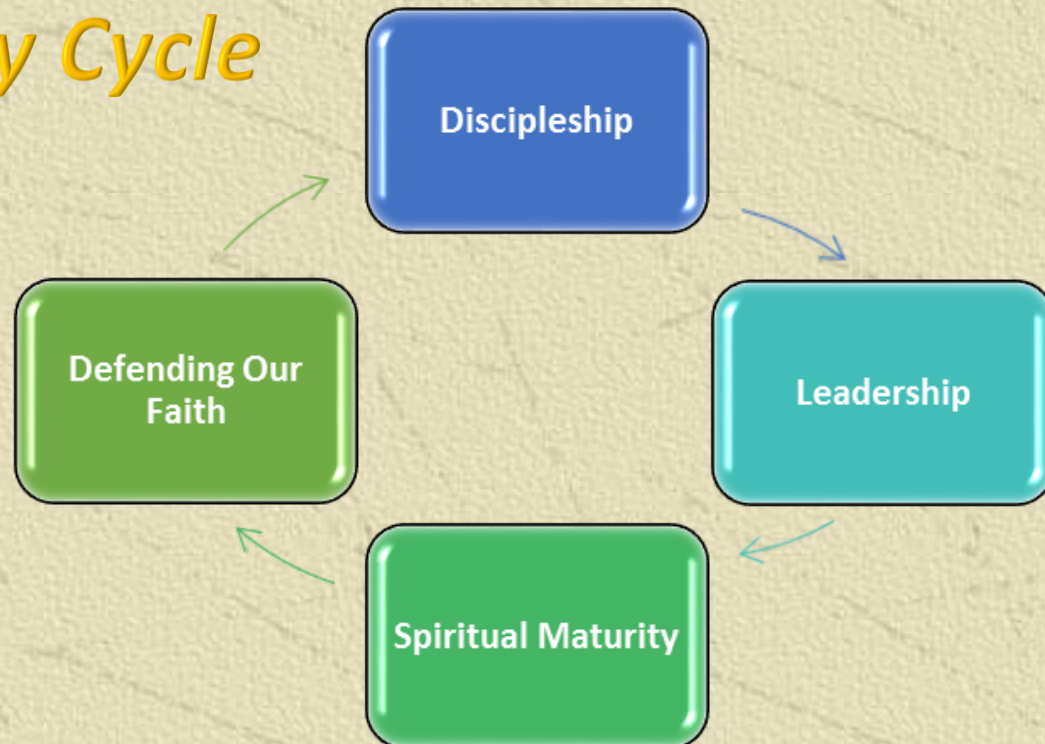 y Cycle
Discipleship
Leadership
Spiritual Maturity
Defending Our
Faith